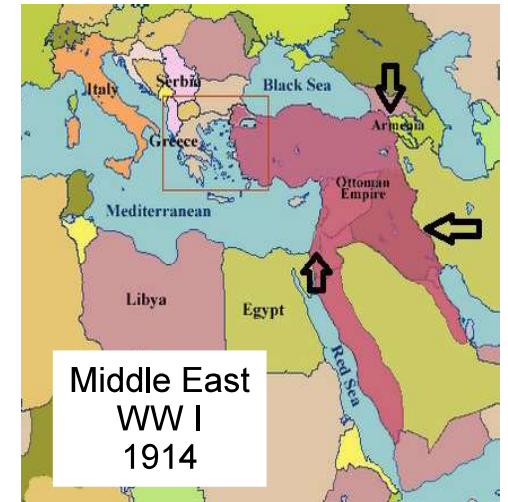 Serbia
Italy
Black Sea
Armenia
Greece
Ottoman
Empire
Mediterranean
Libya
Egypt
Red Sea
Middle East
WW I
1914